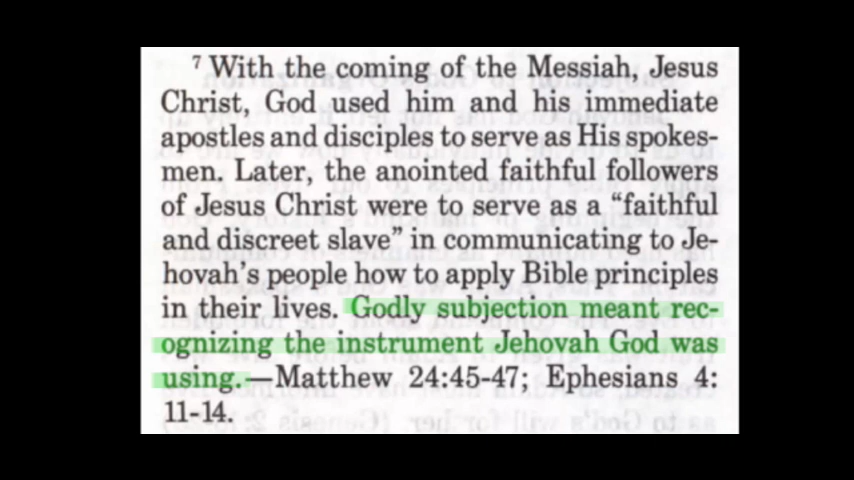 7 With the coming of the Messiah, Jesus
Christ, God used him and his immediate
apostles and disciples to serve as His spokes-
men. Later, the anointed faithful followers
of Jesus Christ were to serve as a “faithful
and discreet slave” in communicating to Je-
hovah’s people how to apply Bible principles
in their lives. Godly subjection meant rec-
ognizing the instrument Jehovah God was
using.—Matthew 24:45-47; Ephesians 4:
11-14.